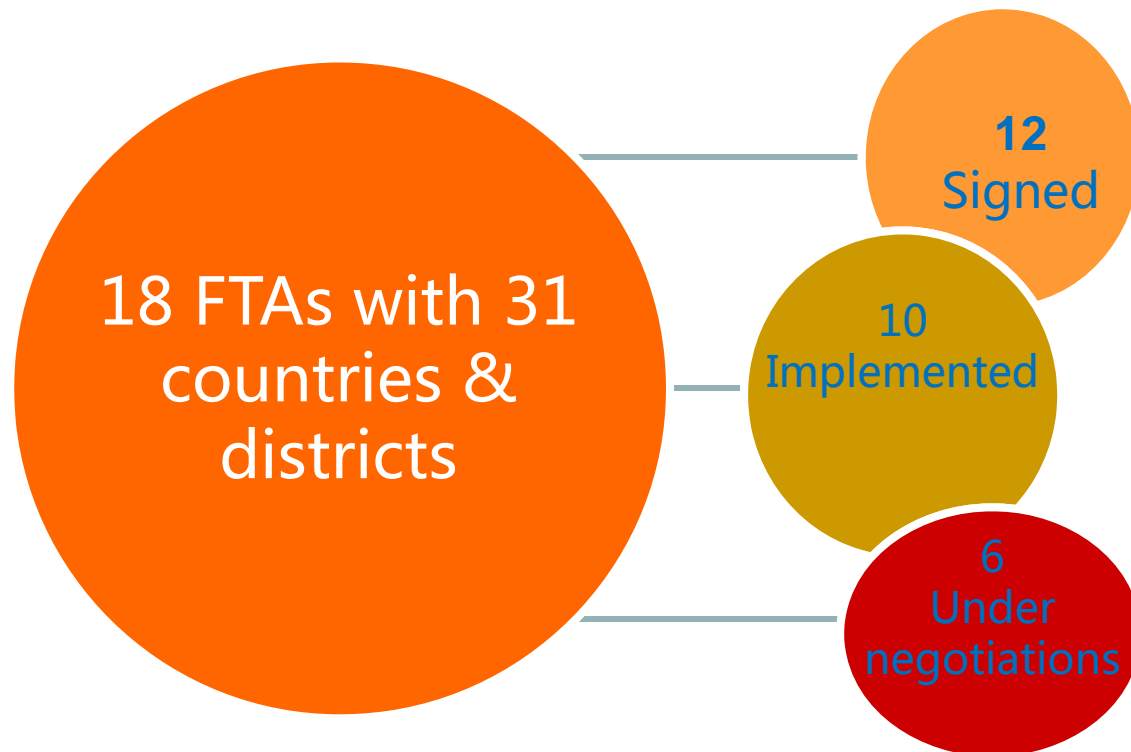 18 FTAs with 31
countries &
districts
12
Signed
10
Implemented
6
Under
negotiations